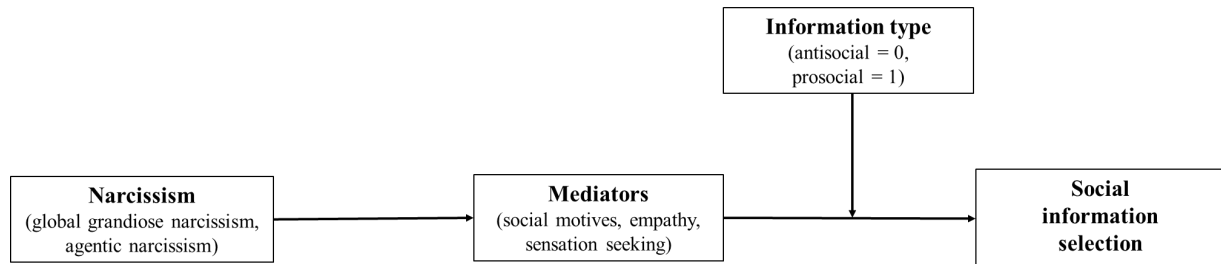 Information type
(antisocial = 0,
prosocial = 1)
Narcissism
(global grandiose narcissism,
agentic narcissism)
Mediators
(social motives, empathy,
sensation seeking)
Social
information
selection